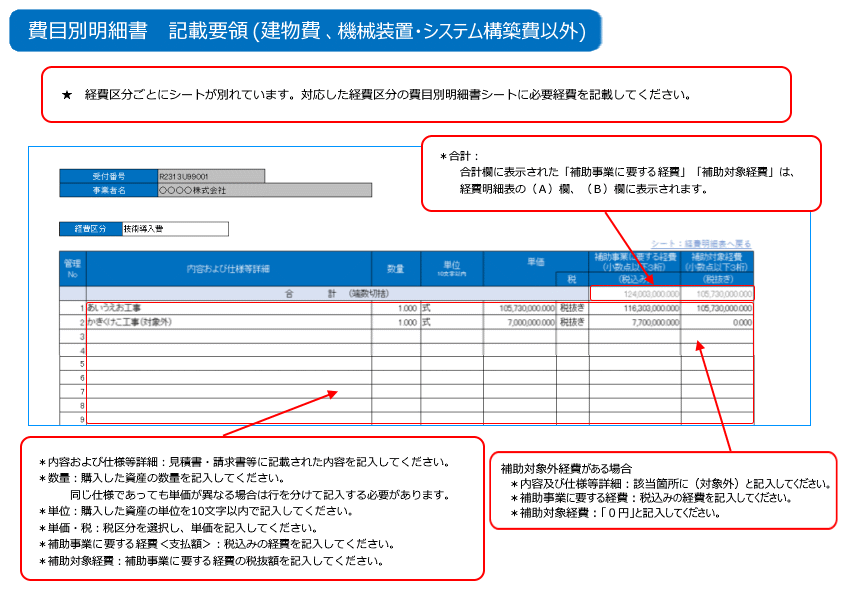 費目別明細書　記載要領(建物費、機械装置･システム構築費以外)
★　経費区分ごとにシートが別れています。対応した経費区分の費目別明細書シートに必要経費を記載してください。
＊合計：
合計欄に表示された「補助事業に要する経費」「補助対象経費」は、
経費明細表の（A）欄、（B）欄に表示されます。
受付番号 R2313U99001
事業者名 〇〇〇〇株式会社
経費区分 技術導入費
シート：経費明細表へ戻る
管理No 内容および仕様等詳細 数量 単位 10文字以内 単価 税 補助事業に要する経費 (小数点以下3桁) (税込み) 補助対象経費 (小数点以下3桁) (税抜き)
合　計　(端数切捨) 124,003,000.000 105,730,000.000
1 あいうえお工事 1.000 式 105,730,000.000 税抜き 116,303,000.000 105,730,000.000
2 かきくけこ工事(対象外) 1.000 式 7,000,000.000 税抜き 7,700,000.000 0.000
3
4
5
6
7
8
9
＊内容および仕様等詳細：見積書・請求書等に記載された内容を記入してください。
＊数量：購入した資産の数量を記入してください。
同じ仕様であっても単価が異なる場合は行を分けて記入する必要があります。
＊単位：購入した資産の単位を10文字以内で記入してください。
＊単価・税：税区分を選択し、単価を記入してください。
＊補助事業に要する経費＜支払額＞：税込みの経費を記入してください。
＊補助対象経費：補助事業に要する経費の税抜額を記入してください。
補助対象外経費がある場合
＊内容及び仕様等詳細：該当箇所に（対象外）と記入してください。
＊補助事業に要する経費：税込みの経費を記入してください。
＊補助対象経費：｢０円｣と記入してください。